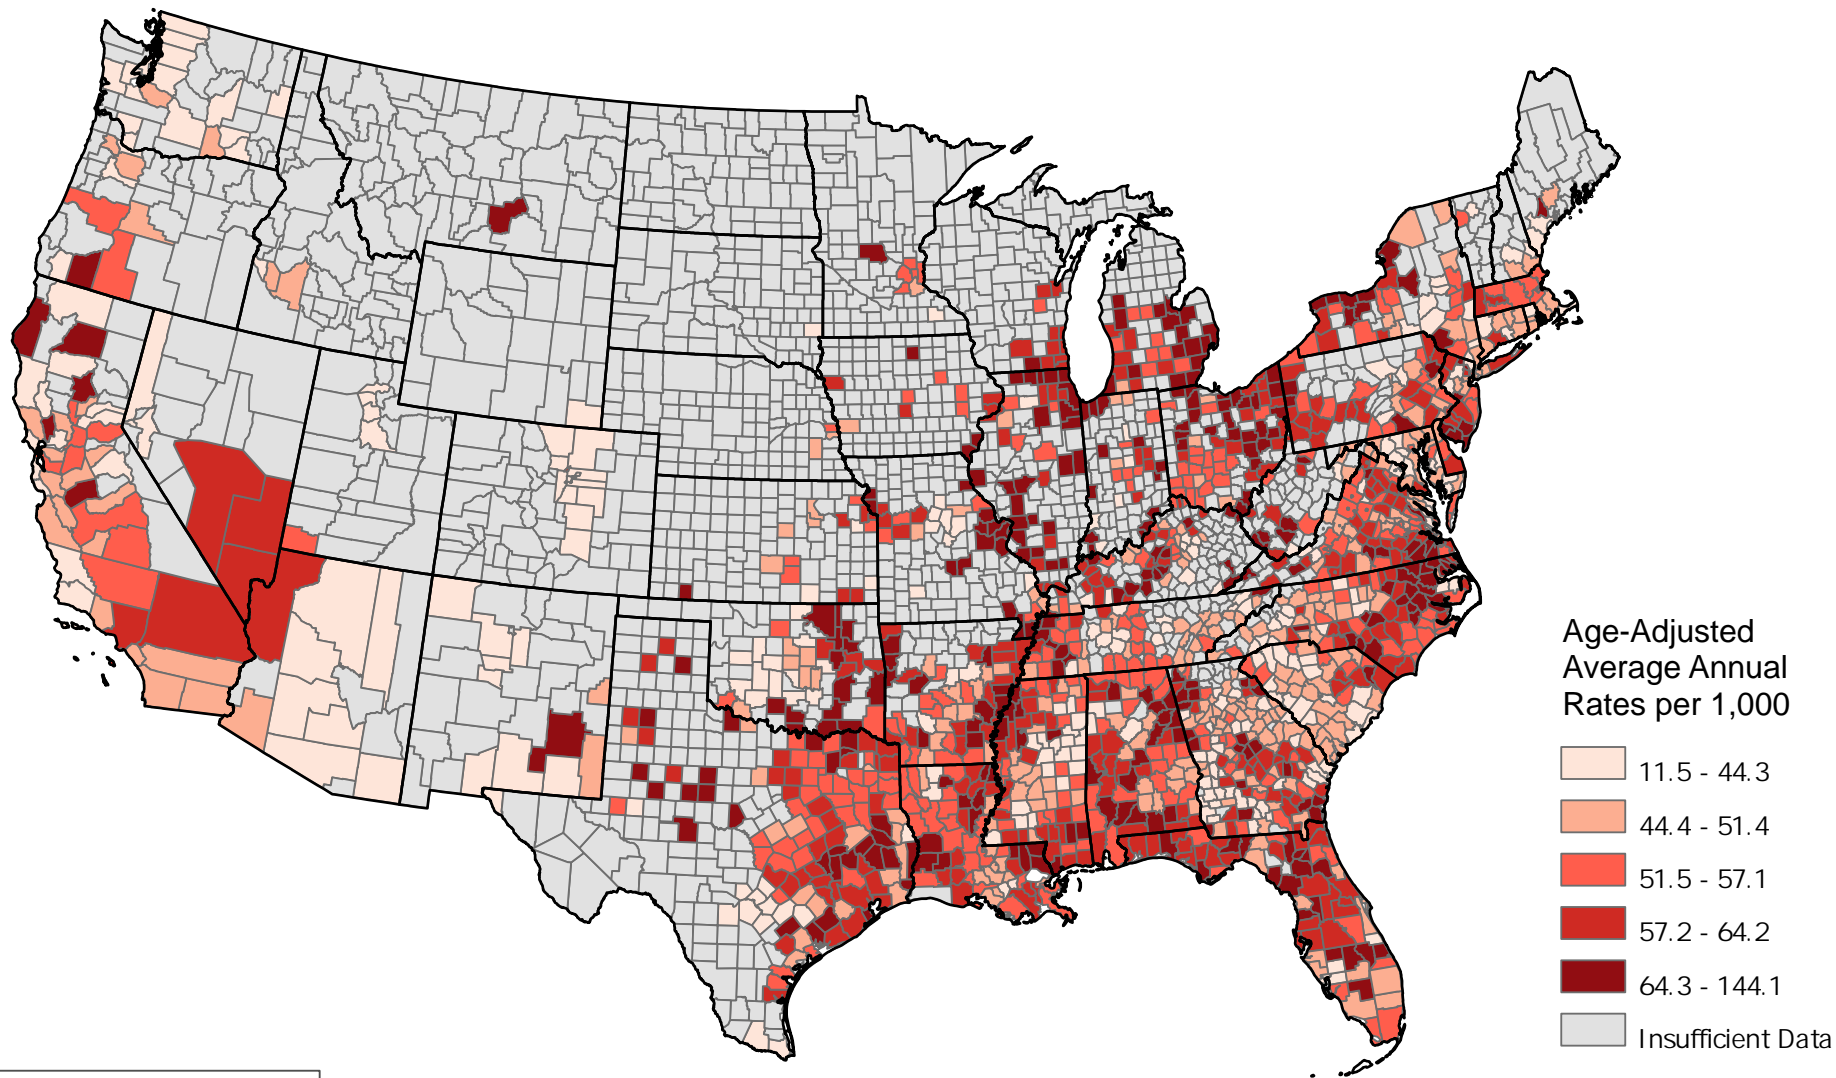 Age-Adjusted
Average Annual
Rates per 1,000
11.5 - 44.3
44.4 - 51.4
51.5 - 57.1
57.2 - 64.2
64.3 - 144.1
Insufficient Data